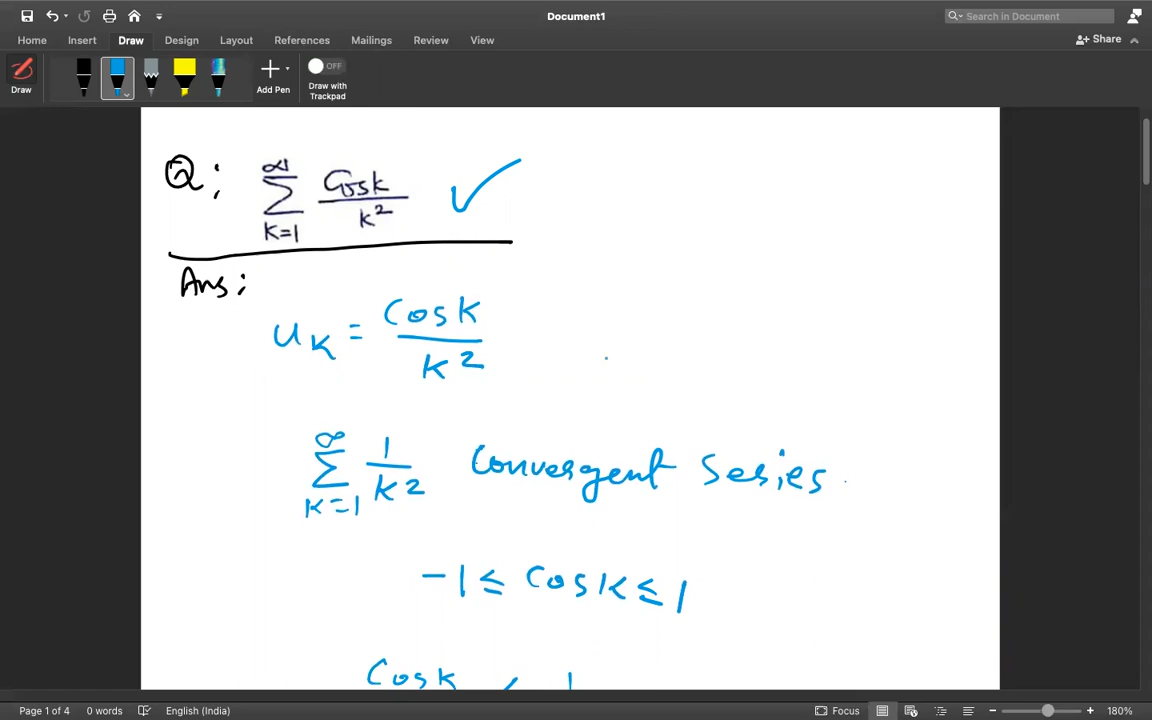 Document1
Search in Document
Home Insert Draw Design Layout References Mailings Review View
Share
Draw
Add Pen
OFF
Draw with
Trackpad
Q: ∑_{k=1}^{∞} Cosk/k²
Ans:
u_k = Cosk/k²
∑_{k=1}^{∞} 1/k² Convergent Series.
-1 ≤ Cosk ≤ 1
Cosk
Page 1 of 4 0 words English (India) Focus 180%